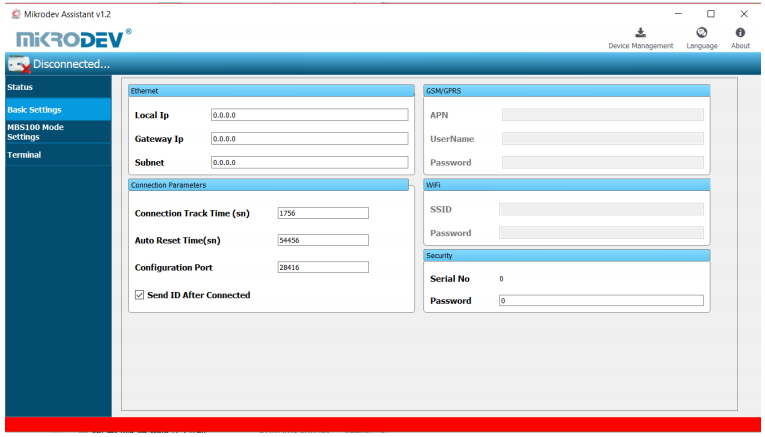 Mikrodev Assistant v1.2
MIKRODEV®
Device Management
Language
About
Disconnected...
Status
Basic Settings
MBS100 Mode
Settings
Terminal
Ethernet
Local Ip 0.0.0.0
Gateway Ip 0.0.0.0
Subnet 0.0.0.0
Connection Parameters
Connection Track Time (sn) 1756
Auto Reset Time(sn) 54456
Configuration Port 28416
Send ID After Connected
GSM/GPRS
APN
UserName
Password
WiFi
SSID
Password
Security
Serial No 0
Password 0